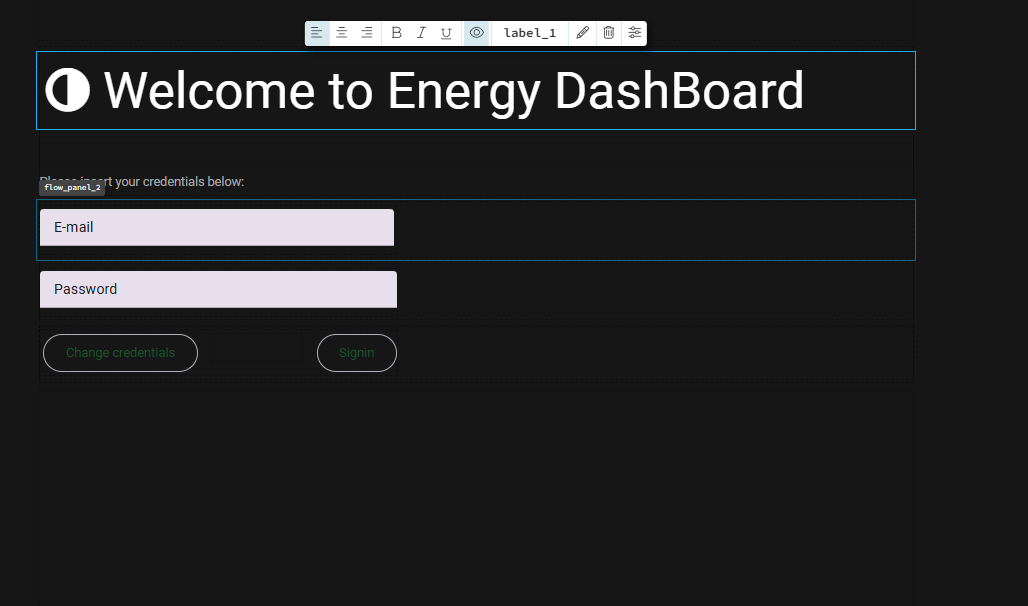 B I U label_1
Welcome to Energy DashBoard
Please insert your credentials below:
flow_panel_2
E-mail
Password
Change credentials Signin